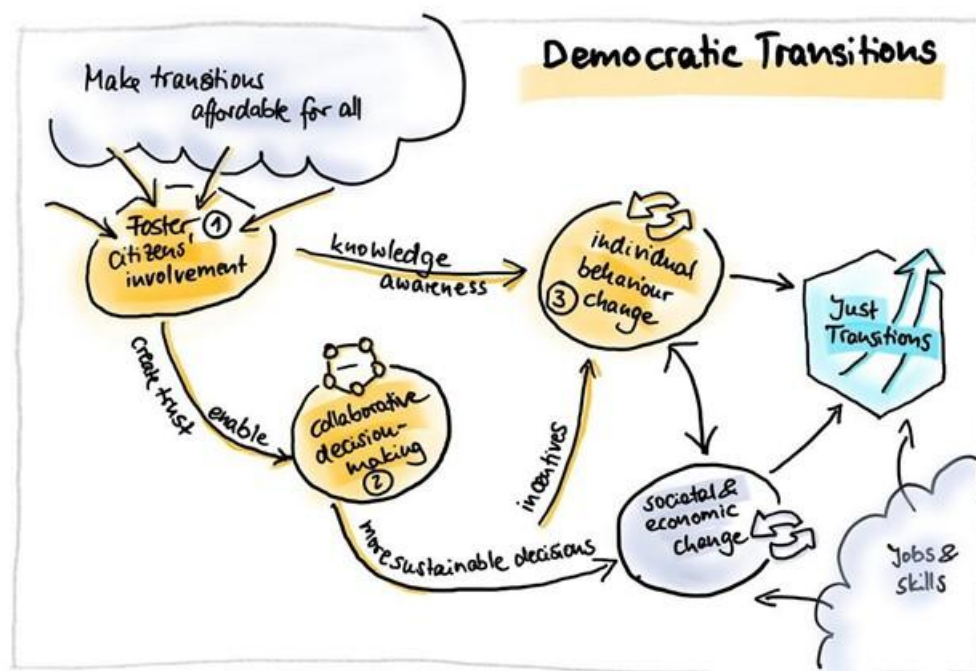 Democratic Transitions
Make transitions
affordable for all
Foster 1
citizens'
involvement
knowledge
awareness
individual
behaviour
3 change
Just
Transitions
create trust
enable
collaborative
decision-
making
2
incentives
more sustainable decisions
societal &
economic
change
Jobs &
skills